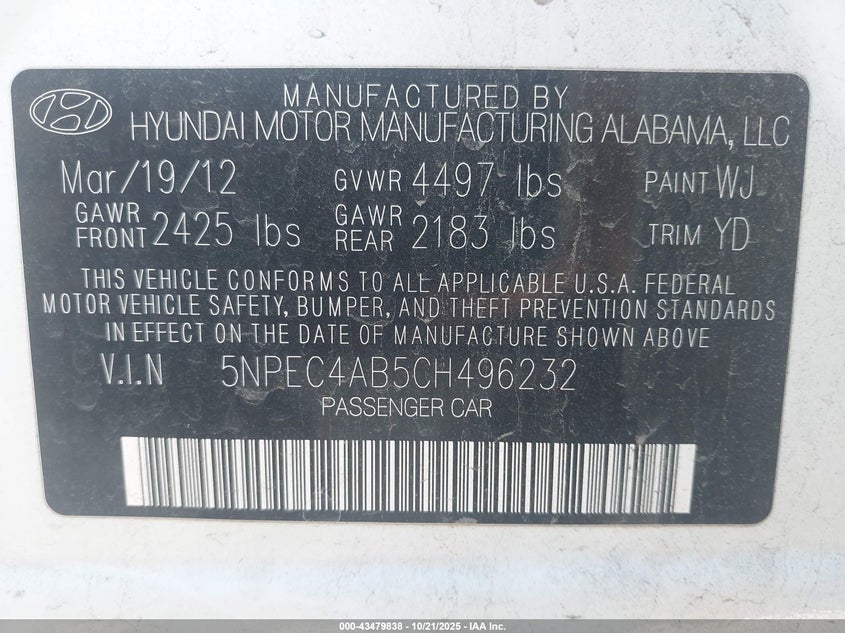 MANUFACTURED BY
HYUNDAI MOTOR MANUFACTURING ALABAMA, LLC
Mar/19/12 GVWR 4497 lbs PAINT WJ
GAWR FRONT 2425 lbs GAWR REAR 2183 lbs TRIM YD
THIS VEHICLE CONFORMS TO ALL APPLICABLE U.S.A. FEDERAL
MOTOR VEHICLE SAFETY, BUMPER, AND THEFT PREVENTION STANDARDS
IN EFFECT ON THE DATE OF MANUFACTURE SHOWN ABOVE
V.I.N 5NPEC4AB5CH496232
PASSENGER CAR
000-43479838 - 10/21/2025 - IAA Inc.